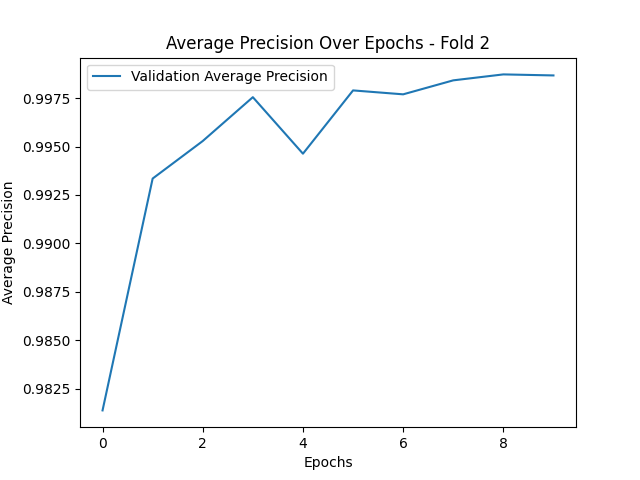 Average Precision Over Epochs - Fold 2
Validation Average Precision
0.9975
0.9950
0.9925
0.9900
0.9875
0.9850
0.9825
Average Precision
0 2 4 6 8
Epochs